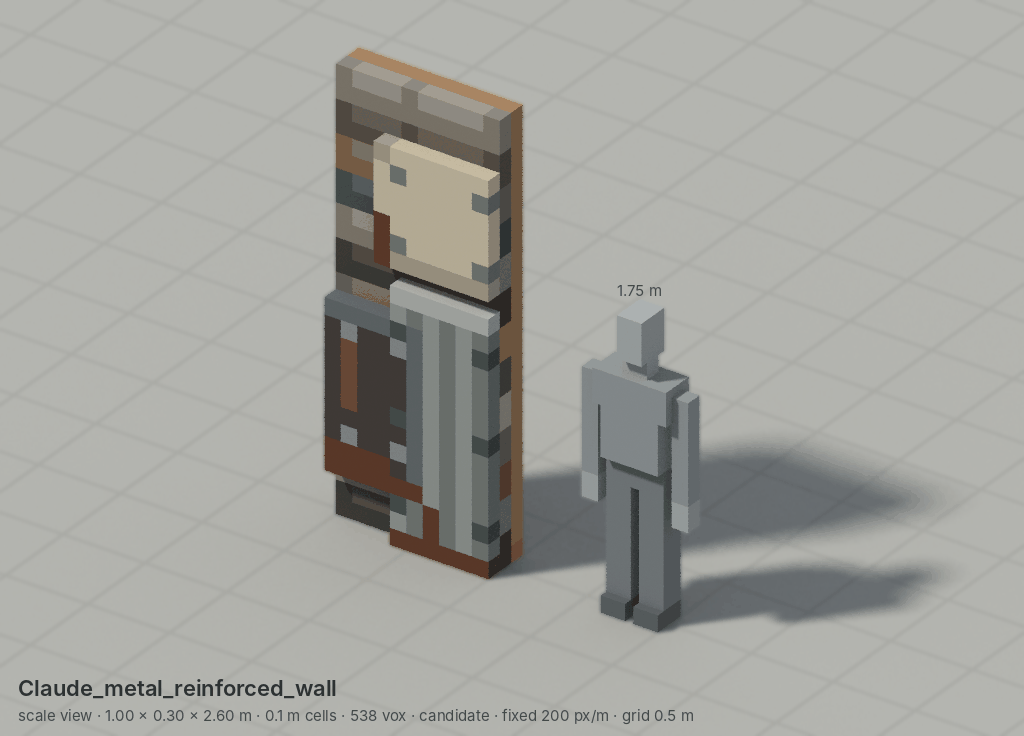 1.75 m
Claude_metal_reinforced_wall
scale view · 1.00 × 0.30 × 2.60 m · 0.1 m cells · 538 vox · candidate · fixed 200 px/m · grid 0.5 m